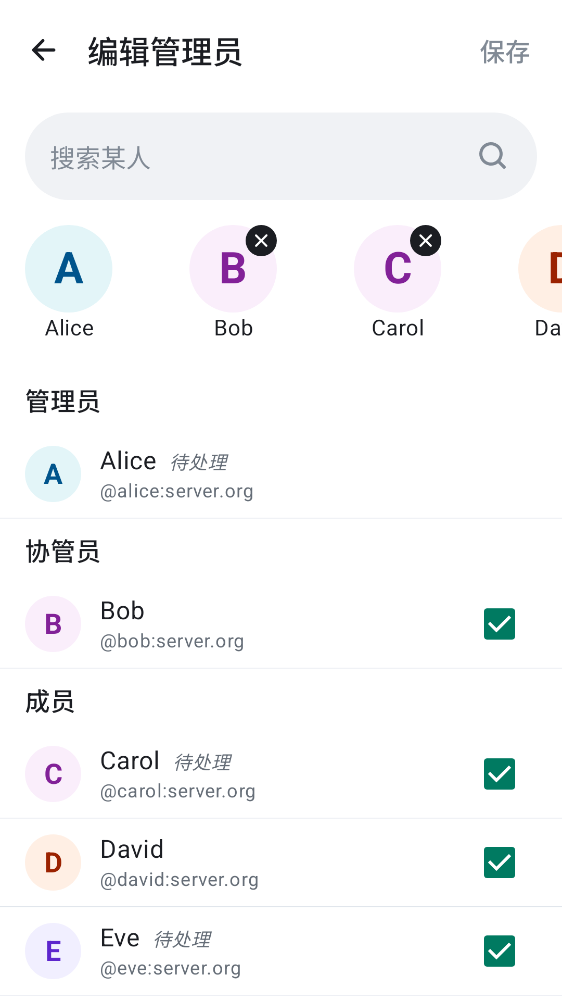 编辑管理员
保存
搜索某人
A
B
C
D
Alice
Bob
Carol
Da
管理员
A
Alice 待处理
@alice:server.org
协管员
B
Bob
@bob:server.org
成员
C
Carol 待处理
@carol:server.org
D
David
@david:server.org
E
Eve 待处理
@eve:server.org